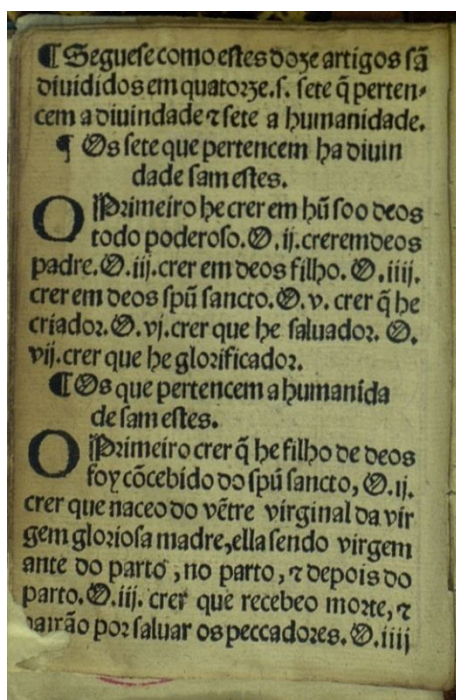 ¶ Seguese como estes doze artigos sã
diuididos em quatorze.s. sete q̃ perten-
cem a diuindade ⁊ sete a humanidade.
¶ Os sete que pertencem ha diuin
dade sam estes.
O Primeiro he crer em hũ soo deos
todo poderoso. O .ij. crer em deos
padre. O .iij. crer em deos filho. O .iiij.
crer em deos spũ sancto. O .v. crer q̃ he
criador. O .vj. crer que he saluador. O .
vij. crer que he glorificador.
¶ Os que pertencem a humanida
de sam estes.
O Primeiro crer q̃ he filho de deos
foy cõcebido do spũ sancto, O .ij.
crer que naceo do vẽtre virginal da vir
gem gloriosa madre, ella sendo virgem
ante do parto, no parto, ⁊ depois do
parto. O .iij. crer que recebeo morte, ⁊
por saluar os peccadores. O .iiij